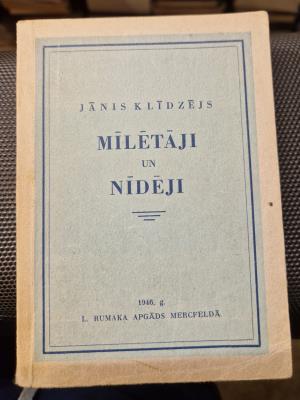 JĀNIS KLĪDZĒJS
MĪLĒTĀJI
UN
NĪDĒJI
1946. g.
L. RUMAKA APGĀDS MERCFELDĀ